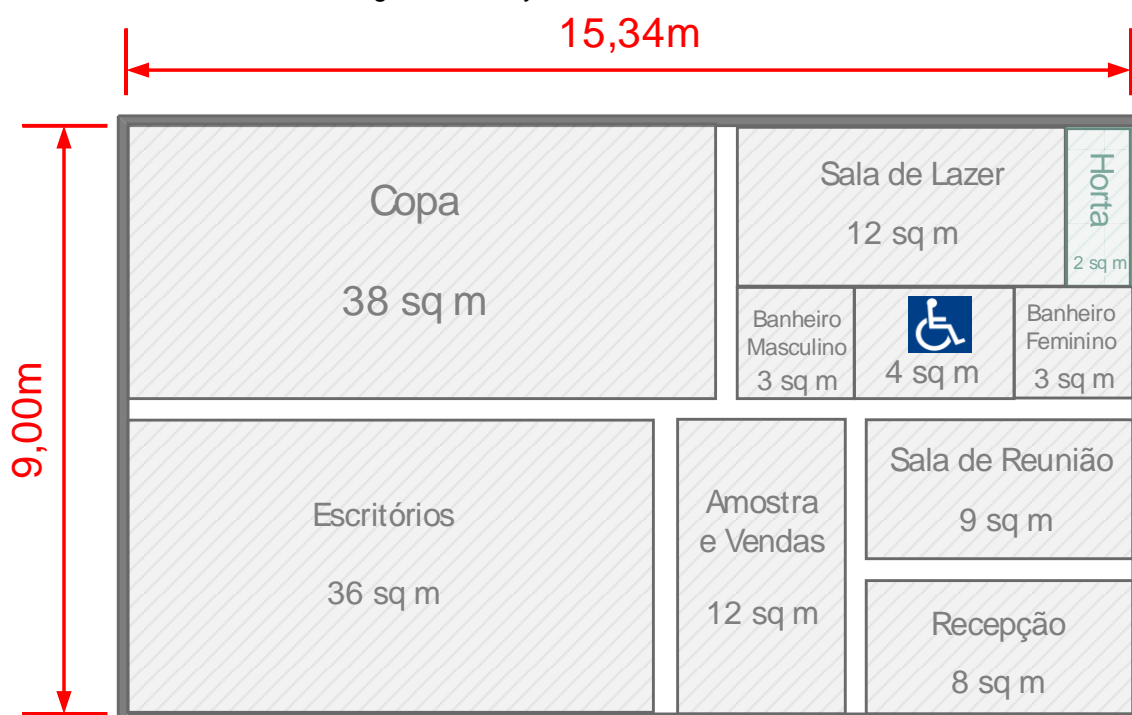 15,34m
9,00m
Copa
38 sq m
Sala de Lazer
12 sq m
Horta
2 sq m
Banheiro
Masculino
3 sq m
4 sq m
Banheiro
Feminino
3 sq m
Escritórios
36 sq m
Amostra
e Vendas
12 sq m
Sala de Reunião
9 sq m
Recepção
8 sq m